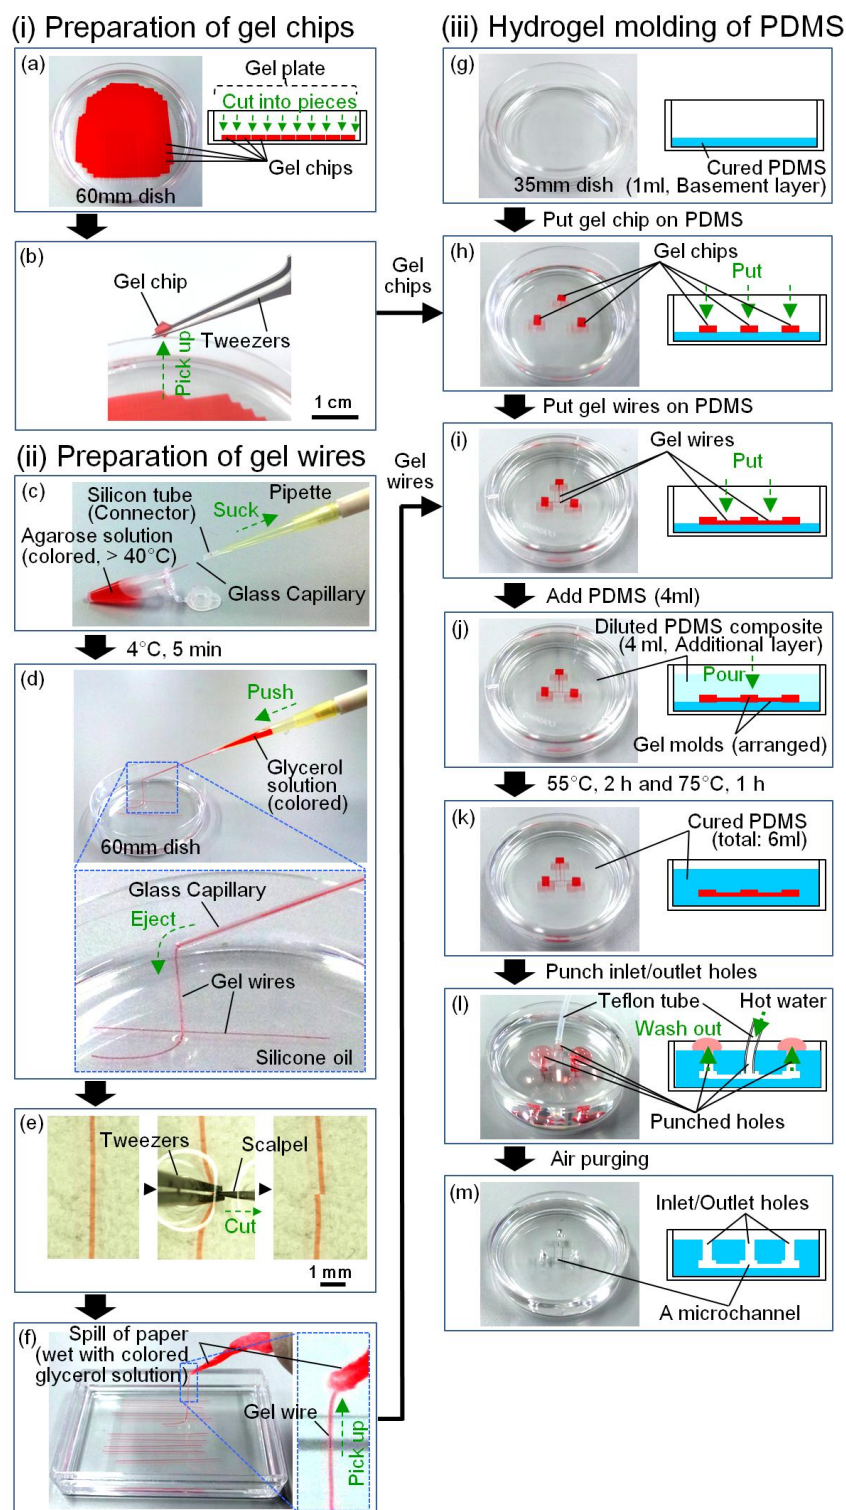 (i) Preparation of gel chips
(a)
Gel plate
Cut into pieces
Gel chips
60mm dish
(b)
Gel chip
Tweezers
Pick up
1 cm
Gel
chips
(ii) Preparation of gel wires
(c)
Silicon tube
(Connector)
Pipette
Suck
Agarose solution
(colored, > 40°C)
Glass Capillary
4°C, 5 min
(d)
Push
Glycerol
solution
(colored)
60mm dish
Glass Capillary
Eject
Gel wires
Silicone oil
(e)
Tweezers
Scalpel
Cut
1 mm
(f)
Spill of paper
(wet with colored
glycerol solution)
Gel wire
Pick up
Gel
wires
(iii) Hydrogel molding of PDMS
(g)
Cured PDMS
35mm dish (1ml, Basement layer)
Put gel chip on PDMS
(h)
Gel chips
Put
Put gel wires on PDMS
(i)
Gel wires
Put
Add PDMS (4ml)
(j)
Diluted PDMS composite
(4 ml, Additional layer)
Pour
Gel molds (arranged)
55°C, 2 h and 75°C, 1 h
(k)
Cured PDMS
(total: 6ml)
Punch inlet/outlet holes
(l)
Teflon tube
Hot water
Wash out
Punched holes
Air purging
(m)
Inlet/Outlet holes
A microchannel